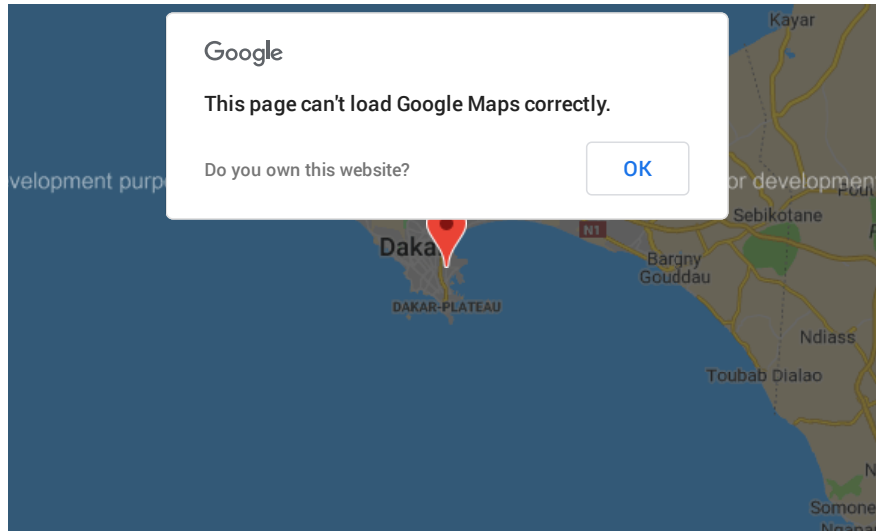 Kayar
Google
This page can't load Google Maps correctly.
Do you own this website?
OK
velopment purp
or development
Sebikotane
N1
Dakar
Bargny
Gouddau
DAKAR-PLATEAU
Ndiass
Toubab Dialao
Somone